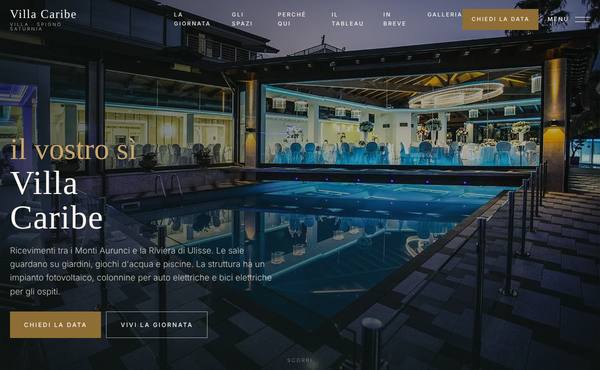 Villa Caribe
VILLA · SPIGNO
SATURNIA
LA
GIORNATA
GLI
SPAZI
PERCHÉ
QUI
IL
TABLEAU
IN
BREVE
GALLERIA
CHIEDI LA DATA
MENU
il vostro sì
Villa
Caribe
Ricevimenti tra i Monti Aurunci e la Riviera di Ulisse. Le sale
guardano su giardini, giochi d'acqua e piscine. La struttura ha un
impianto fotovoltaico, colonnine per auto elettriche e bici elettriche
per gli ospiti.
CHIEDI LA DATA
VIVI LA GIORNATA
SCORRI